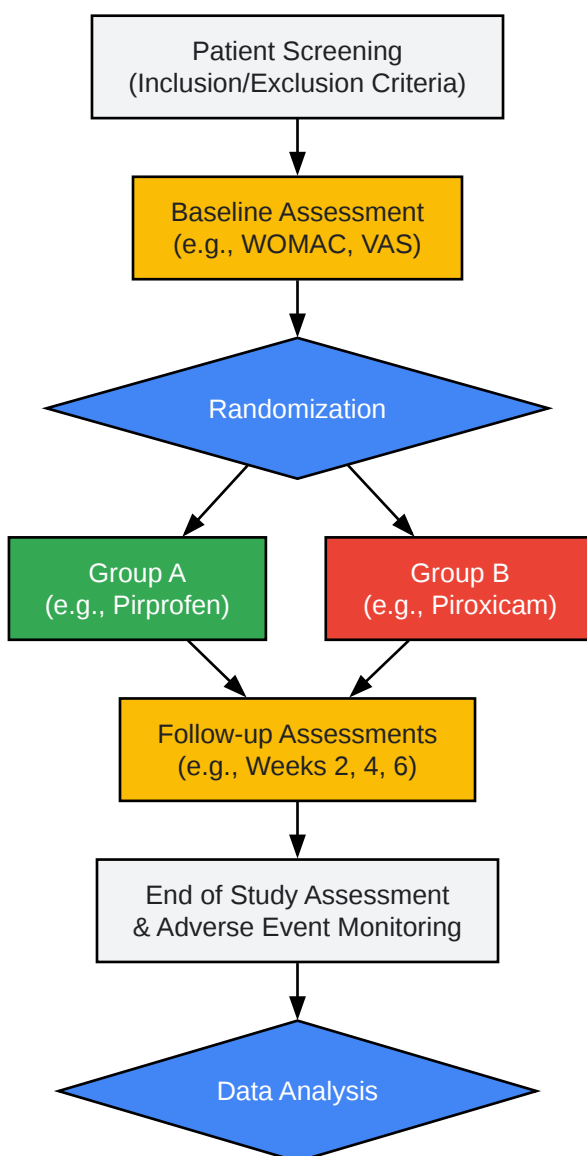 Patient Screening
(Inclusion/Exclusion Criteria)
Baseline Assessment
(e.g., WOMAC, VAS)
Randomization
Group A
(e.g., Pirprofen)
Group B
(e.g., Piroxicam)
Follow-up Assessments
(e.g., Weeks 2, 4, 6)
End of Study Assessment
& Adverse Event Monitoring
Data Analysis